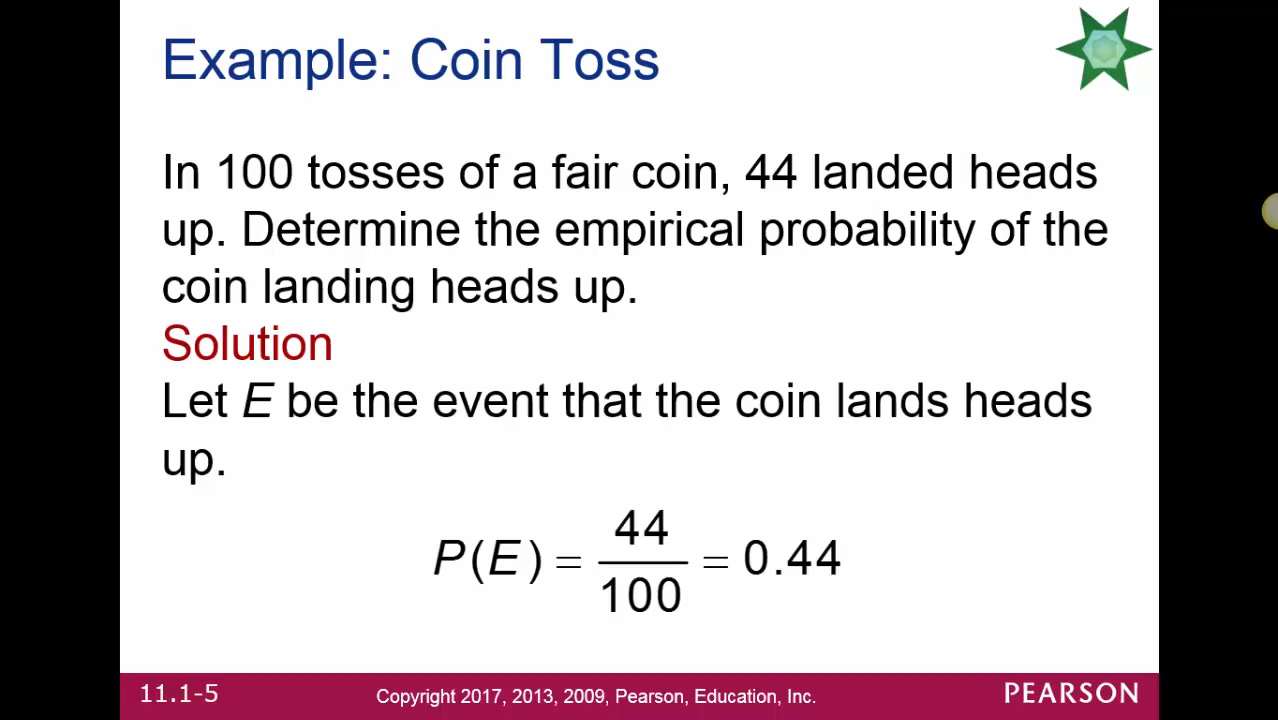 Example: Coin Toss
In 100 tosses of a fair coin, 44 landed heads
up. Determine the empirical probability of the
coin landing heads up.
Solution
Let E be the event that the coin lands heads
up.
P(E) = 44/100 = 0.44
11.1-5 Copyright 2017, 2013, 2009, Pearson, Education, Inc. PEARSON